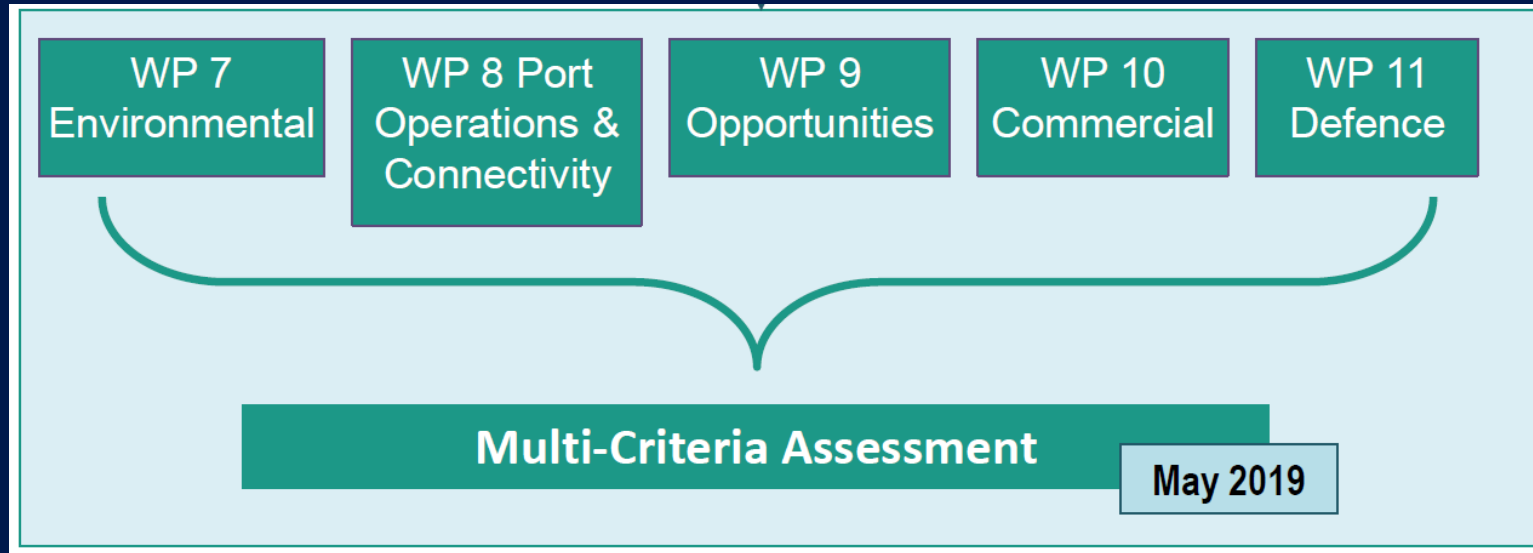 WP 7
Environmental
WP 8 Port
Operations &
Connectivity
WP 9
Opportunities
WP 10
Commercial
WP 11
Defence
Multi-Criteria Assessment
May 2019